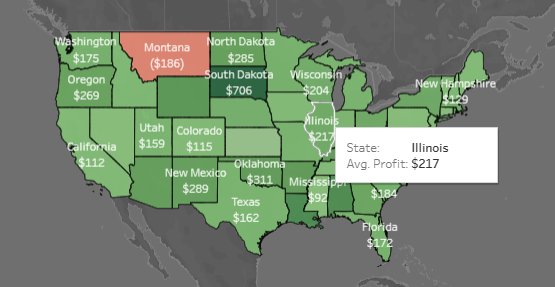 Washington
$175
Montana
($186)
North Dakota
$285
Oregon
$269
South Dakota
$706
Wisconsin
$204
New Hampshire
$129
Illinois
$217
State: Illinois
Avg. Profit: $217
Utah
$159
Colorado
$115
California
$112
Oklahoma
$311
New Mexico
$289
Mississippi
$92
$184
Texas
$162
Florida
$172